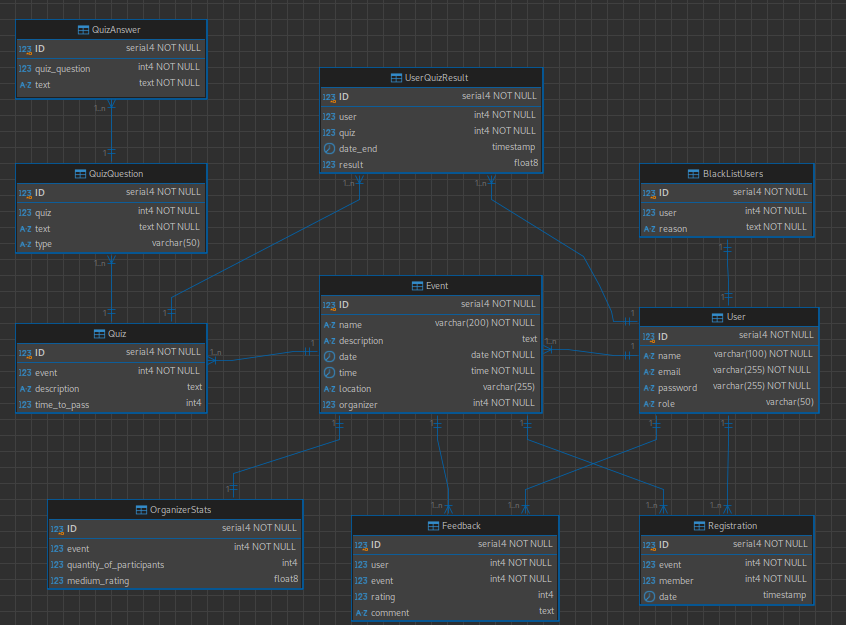 QuizAnswer
123 ID serial4 NOT NULL
123 quiz_question int4 NOT NULL
A-Z text text NOT NULL
1..n
1
QuizQuestion
123 ID serial4 NOT NULL
123 quiz int4 NOT NULL
A-Z text text NOT NULL
A-Z type varchar(50)
1..n
1
Quiz
123 ID serial4 NOT NULL
123 event int4 NOT NULL
A-Z description text
123 time_to_pass int4
1..n
1
UserQuizResult
123 ID serial4 NOT NULL
123 user int4 NOT NULL
123 quiz int4 NOT NULL
date_end timestamp
123 result float8
1..n
1..n
1
1
BlackListUsers
123 ID serial4 NOT NULL
123 user int4 NOT NULL
A-Z reason text NOT NULL
1
1
Event
123 ID serial4 NOT NULL
A-Z name varchar(200) NOT NULL
A-Z description text
date date NOT NULL
time time NOT NULL
A-Z location varchar(255)
123 organizer int4 NOT NULL
1..n
1
User
123 ID serial4 NOT NULL
A-Z name varchar(100) NOT NULL
A-Z email varchar(255) NOT NULL
A-Z password varchar(255) NOT NULL
A-Z role varchar(50)
1
1
1
1
1
1
OrganizerStats
123 ID serial4 NOT NULL
123 event int4 NOT NULL
123 quantity_of_participants int4
123 medium_rating float8
1..n
1..n
Feedback
123 ID serial4 NOT NULL
123 user int4 NOT NULL
123 event int4 NOT NULL
123 rating int4
A-Z comment text
1..n
1..n
Registration
123 ID serial4 NOT NULL
123 event int4 NOT NULL
123 member int4 NOT NULL
date timestamp